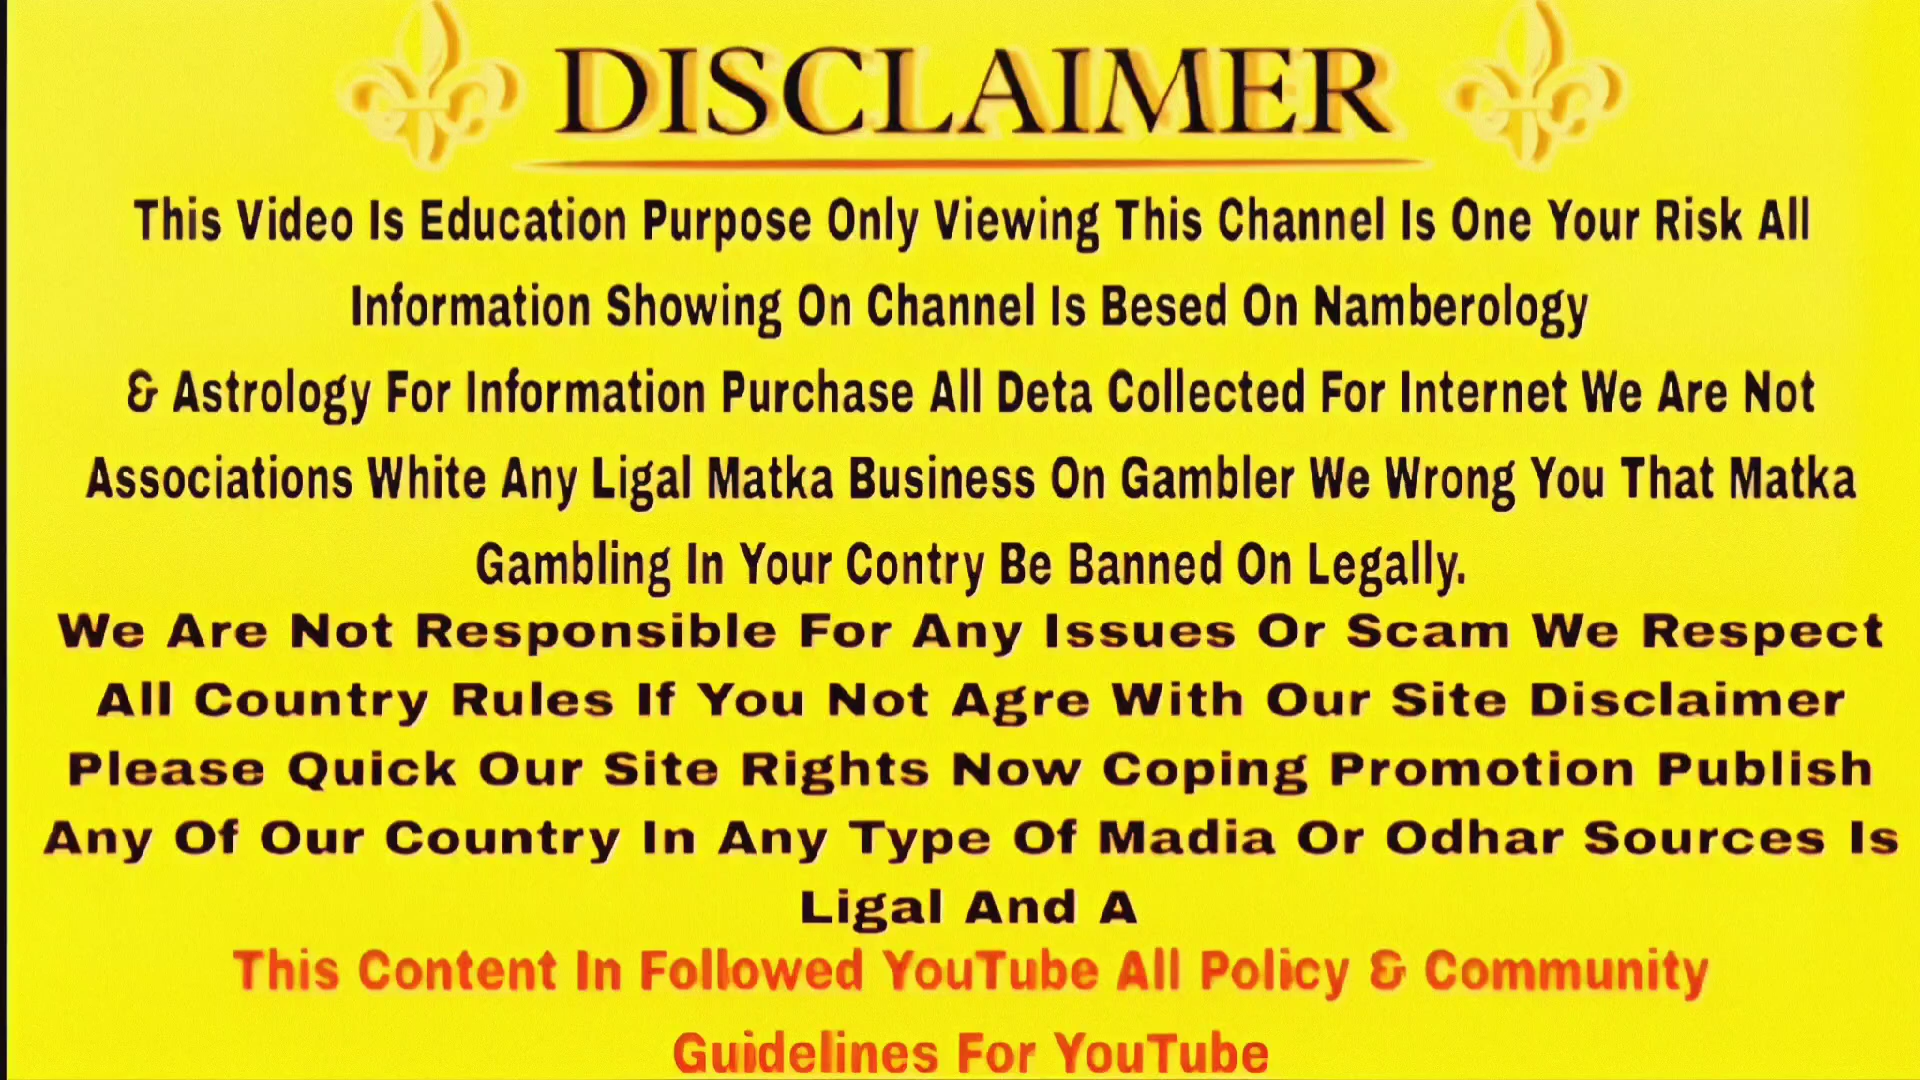 DISCLAIMER
This Video Is Education Purpose Only Viewing This Channel Is One Your Risk All
Information Showing On Channel Is Besed On Namberology
& Astrology For Information Purchase All Deta Collected For Internet We Are Not
Associations White Any Ligal Matka Business On Gambler We Wrong You That Matka
Gambling In Your Contry Be Banned On Legally.
We Are Not Responsible For Any Issues Or Scam We Respect
All Country Rules If You Not Agre With Our Site Disclaimer
Please Quick Our Site Rights Now Coping Promotion Publish
Any Of Our Country In Any Type Of Madia Or Odhar Sources Is
Ligal And A
This Content In Followed YouTube All Policy & Community
Guidelines For YouTube